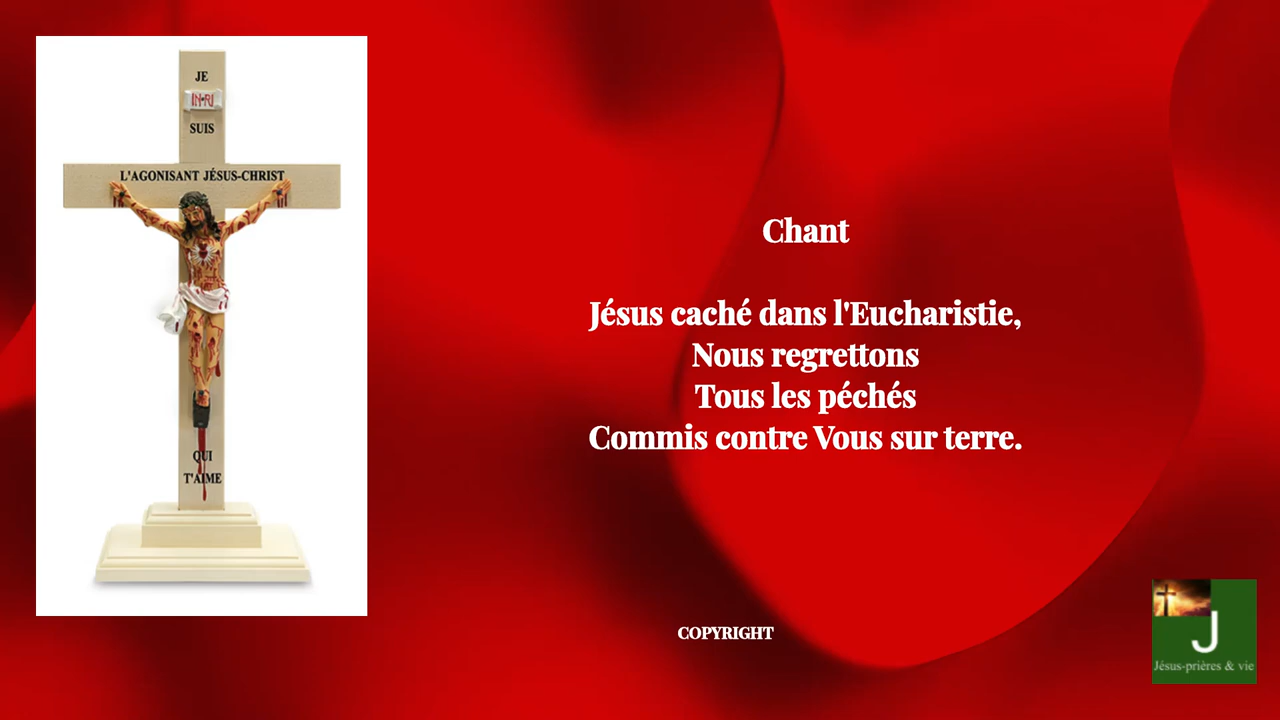 JE
INRI
SUIS
L'AGONISANT JÉSUS-CHRIST
QUI
T'AIME
Chant
Jésus caché dans l'Eucharistie,
Nous regrettons
Tous les péchés
Commis contre Vous sur terre.
COPYRIGHT
J
Jésus-prières & vie